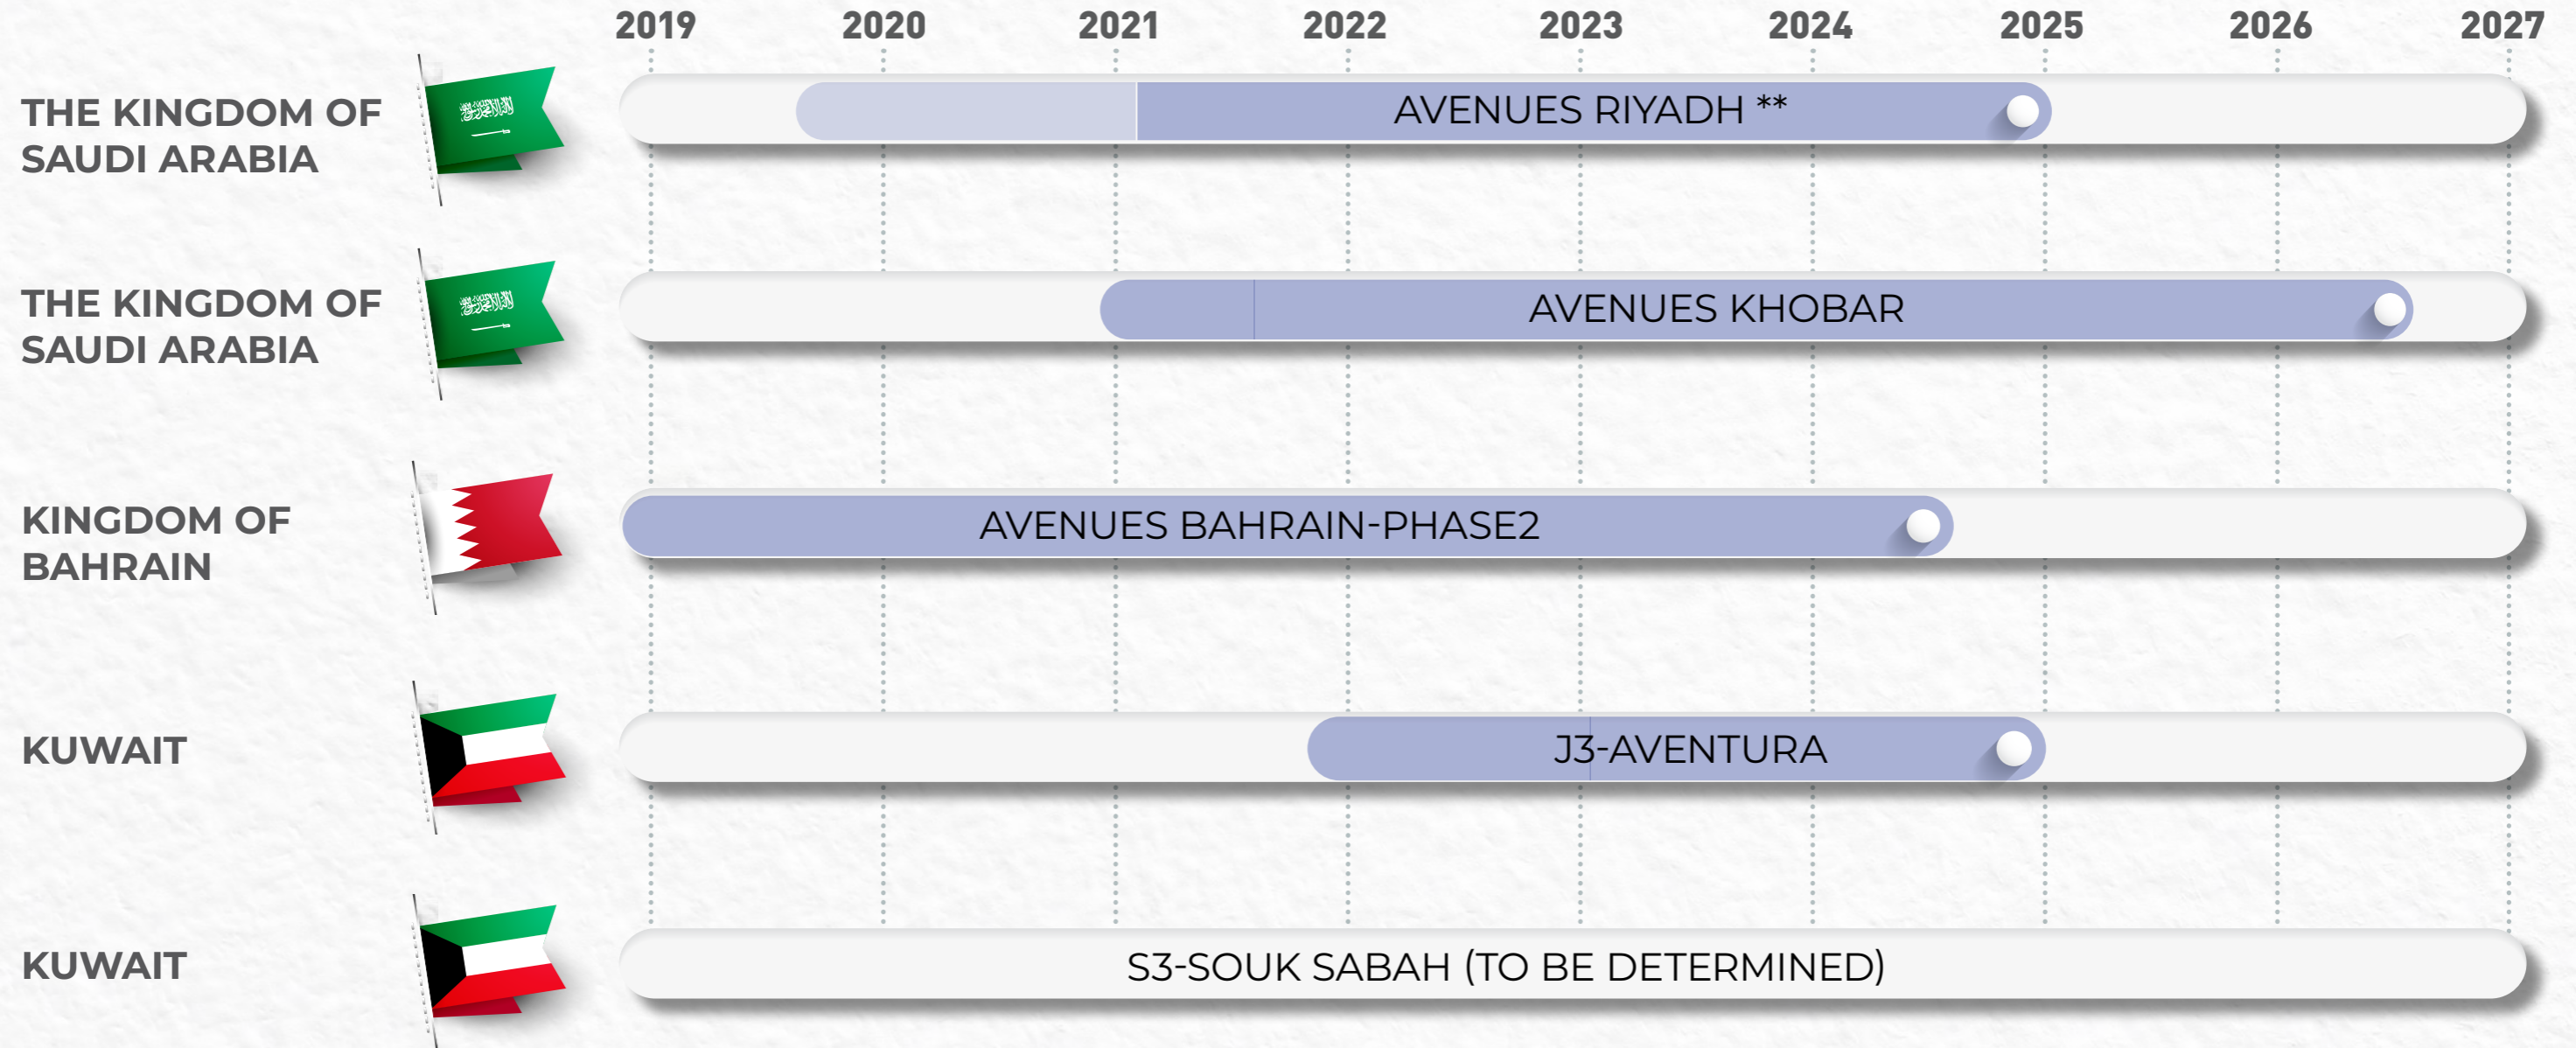 2019 2020 2021 2022 2023 2024 2025 2026 2027
THE KINGDOM OF
SAUDI ARABIA
AVENUES RIYADH **
THE KINGDOM OF
SAUDI ARABIA
AVENUES KHOBAR
KINGDOM OF
BAHRAIN
AVENUES BAHRAIN-PHASE2
KUWAIT
J3-AVENTURA
KUWAIT
S3-SOUK SABAH (TO BE DETERMINED)